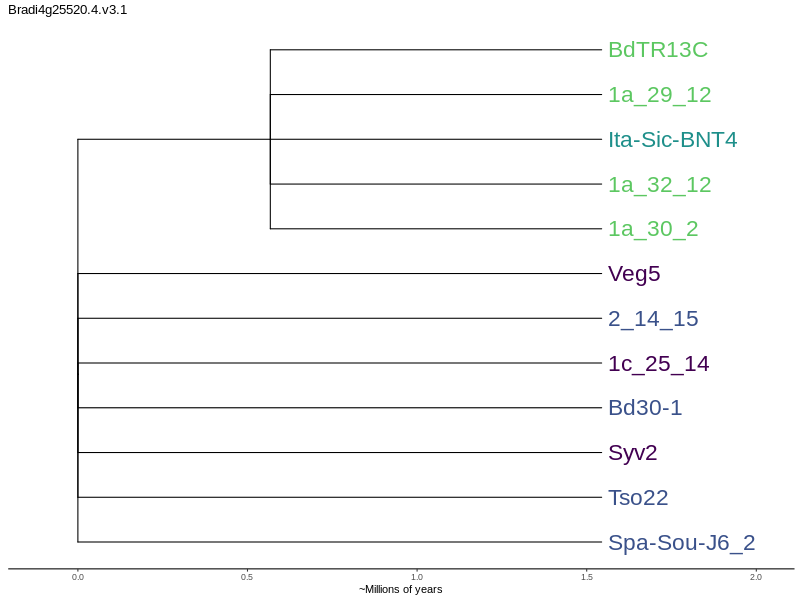 Bradi4g25520.4.v3.1
BdTR13C
1a_29_12
Ita-Sic-BNT4
1a_32_12
1a_30_2
Veg5
2_14_15
1c_25_14
Bd30-1
Syv2
Tso22
Spa-Sou-J6_2
0.0 0.5 1.0 1.5 2.0
~Millions of years